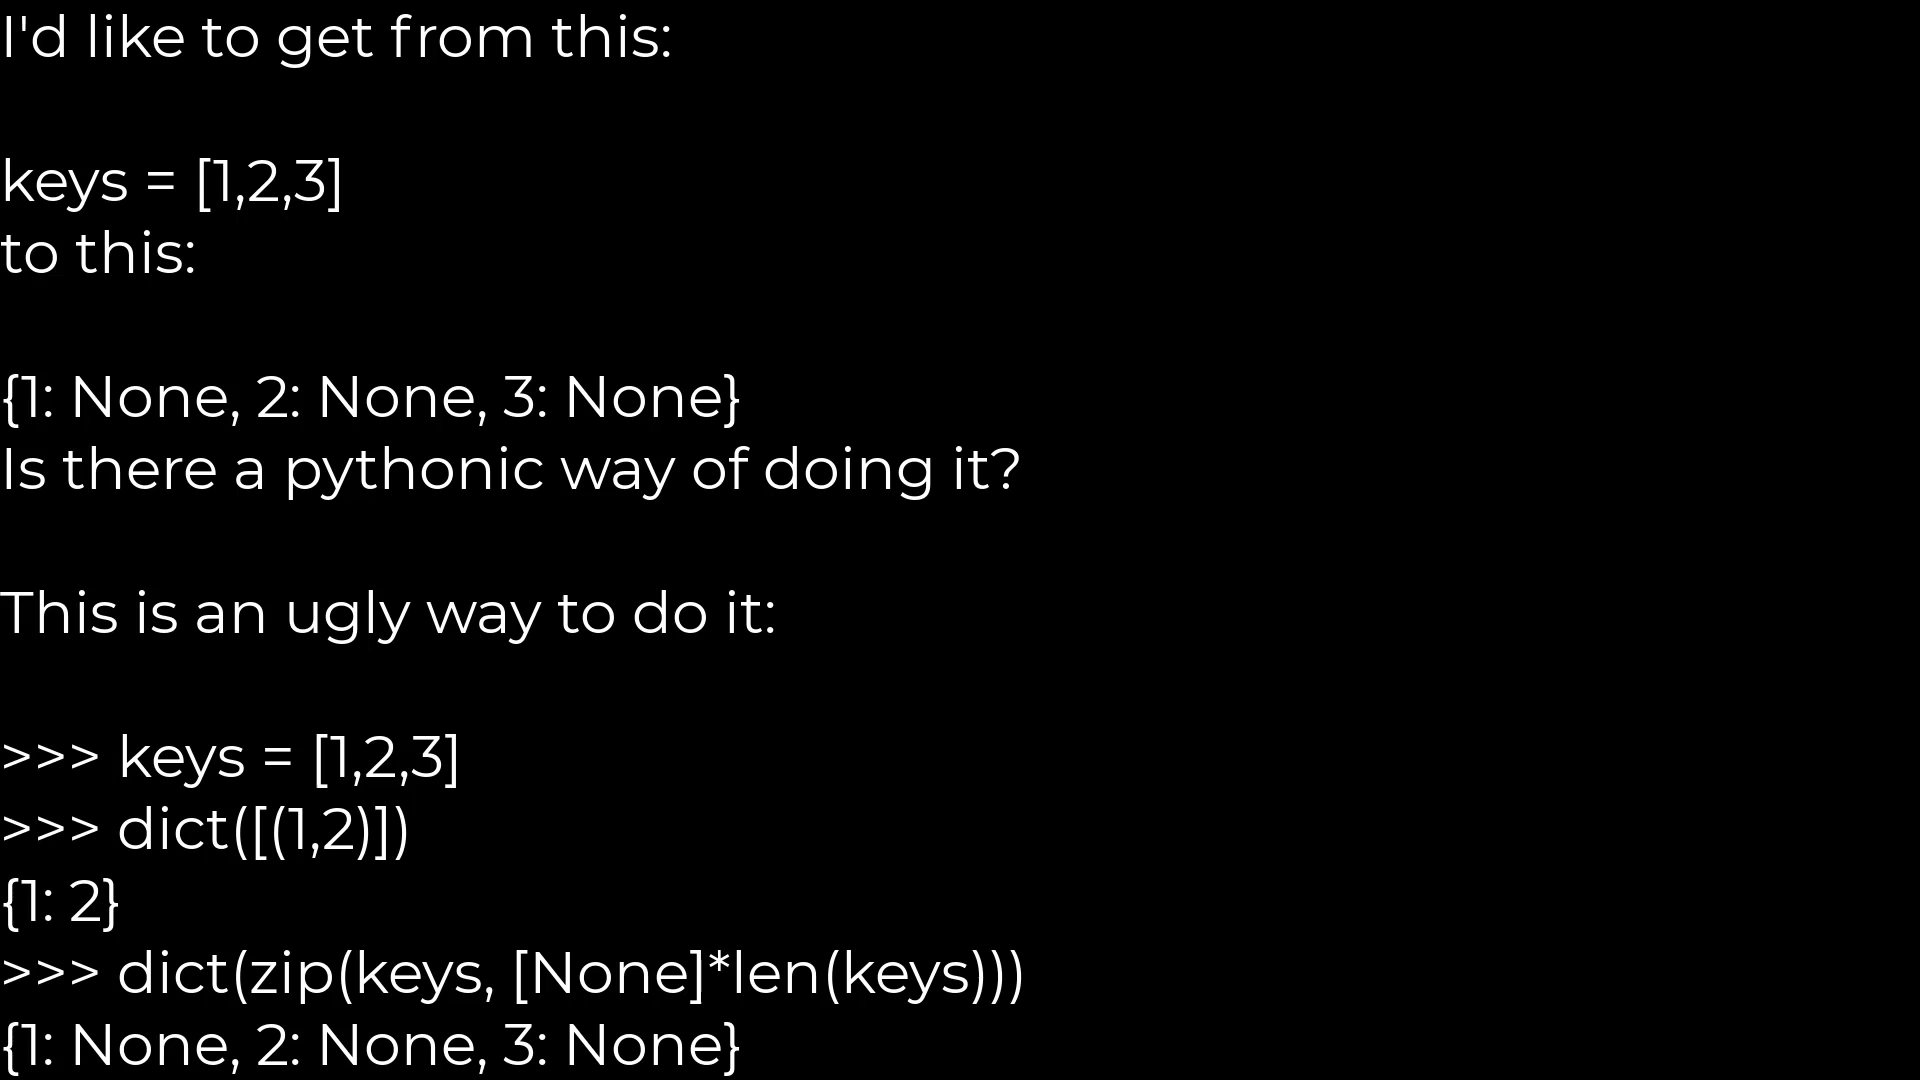 I'd like to get from this:
keys = [1,2,3]
to this:
{1: None, 2: None, 3: None}
Is there a pythonic way of doing it?
This is an ugly way to do it:
>>> keys = [1,2,3]
>>> dict([(1,2)])
{1: 2}
>>> dict(zip(keys, [None]*len(keys)))
{1: None, 2: None, 3: None}